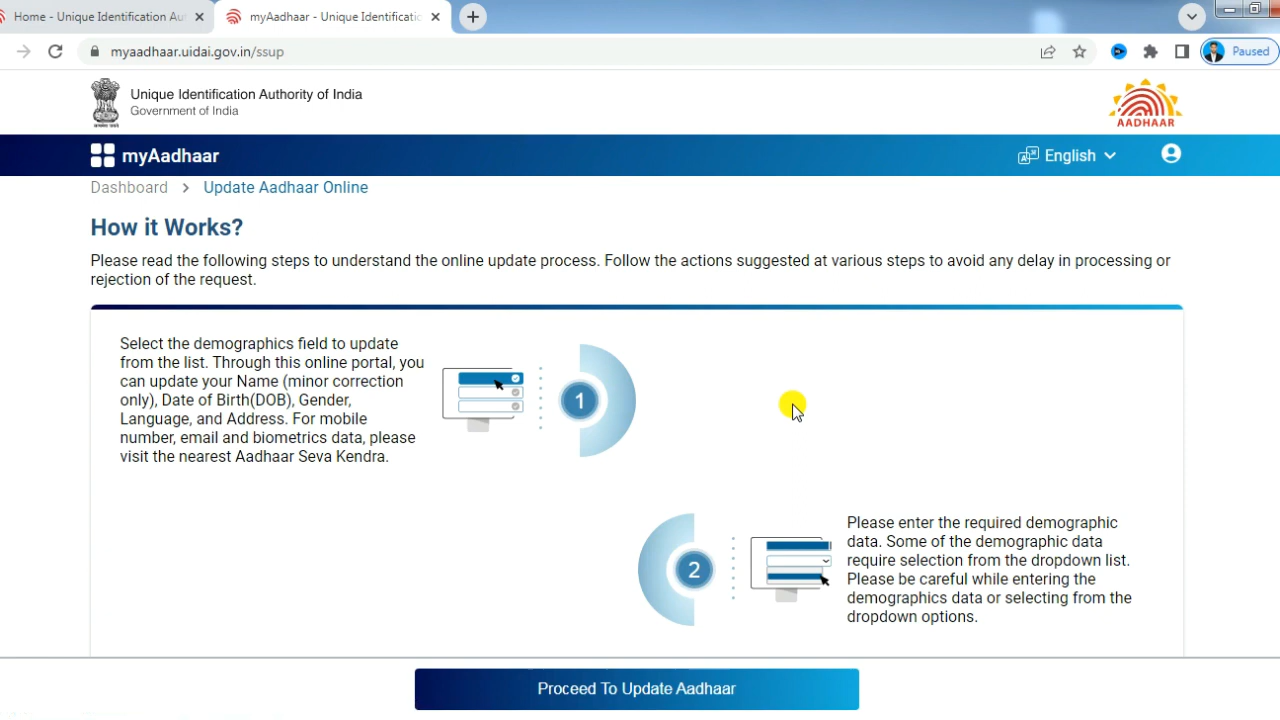 Home - Unique Identification Au
myAadhaar - Unique Identificatio
myaadhaar.uidai.gov.in/ssup
Paused
Unique Identification Authority of India
Government of India
AADHAAR
myAadhaar
English
Dashboard > Update Aadhaar Online
How it Works?
Please read the following steps to understand the online update process. Follow the actions suggested at various steps to avoid any delay in processing or
rejection of the request.
Select the demographics field to update
from the list. Through this online portal, you
can update your Name (minor correction
only), Date of Birth(DOB), Gender,
Language, and Address. For mobile
number, email and biometrics data, please
visit the nearest Aadhaar Seva Kendra.
1
2
Please enter the required demographic
data. Some of the demographic data
require selection from the dropdown list.
Please be careful while entering the
demographics data or selecting from the
dropdown options.
Proceed To Update Aadhaar